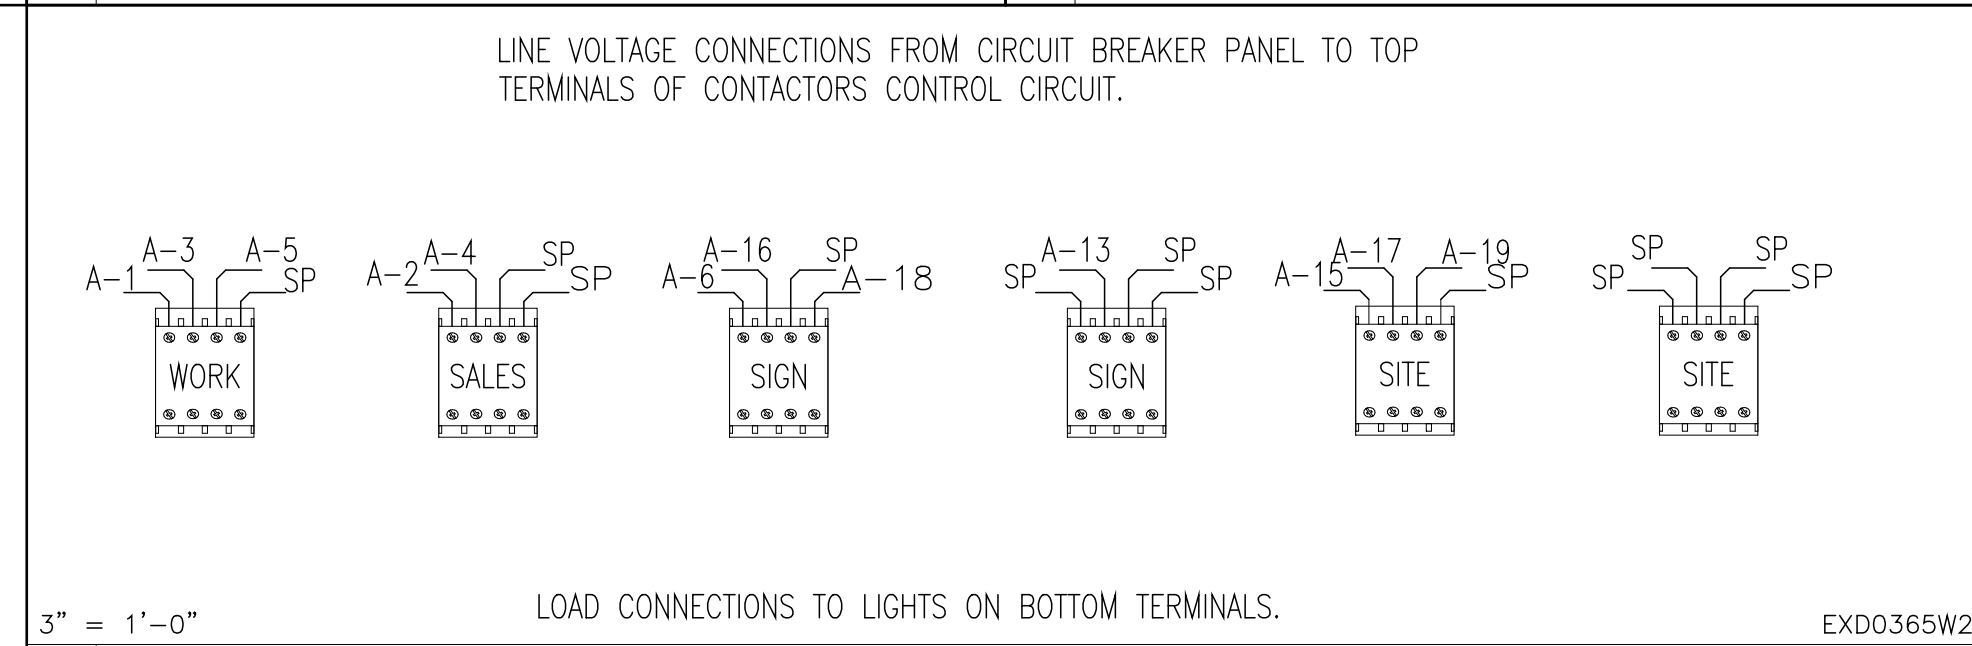 LINE VOLTAGE CONNECTIONS FROM CIRCUIT BREAKER PANEL TO TOP
TERMINALS OF CONTACTORS CONTROL CIRCUIT.
A-3 A-5
A-1 SP
WORK
A-4 SP
A-2 SP
SALES
A-16 SP
A-6 A-18
SIGN
A-13 SP
SP SP
SIGN
A-17 A-19
A-15 SP
SITE
SP SP
SP SP
SITE
LOAD CONNECTIONS TO LIGHTS ON BOTTOM TERMINALS.
3" = 1'-0"
EXD0365W2